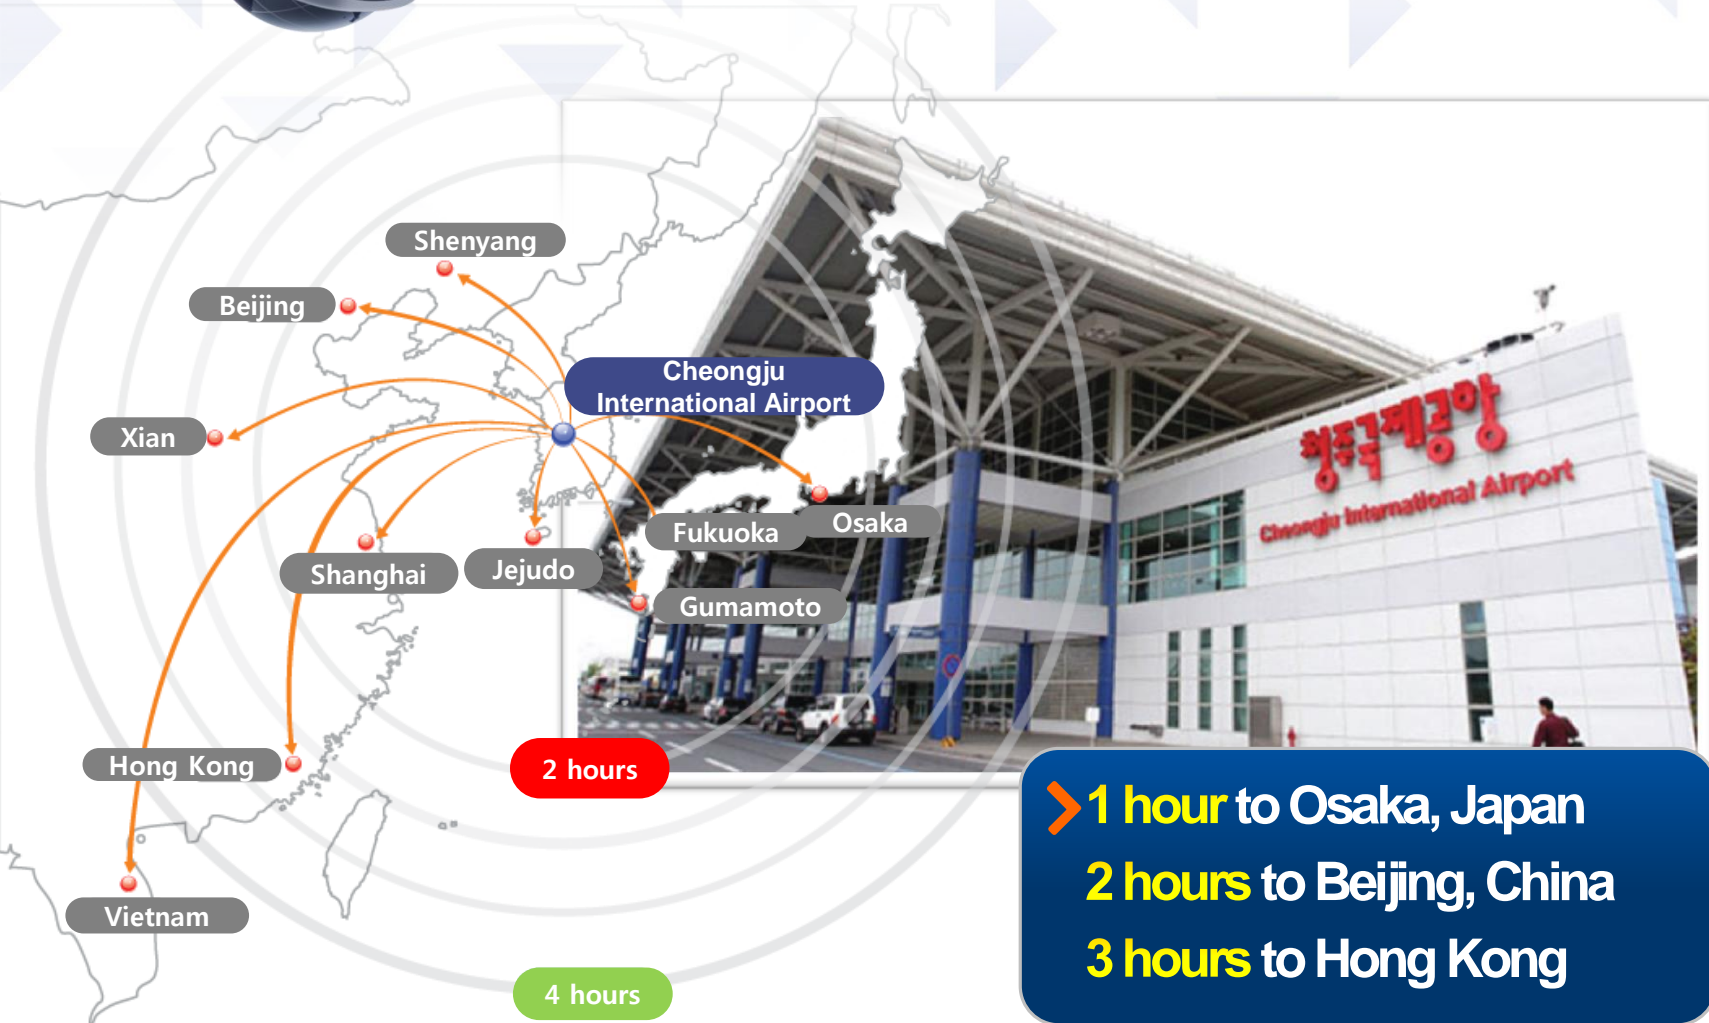 Shenyang
Beijing
Cheongju
International Airport
Xian
청주국제공항
Cheongju International Airport
Fukuoka
Osaka
Shanghai
Jejudo
Gumamoto
Hong Kong
2 hours
1 hour to Osaka, Japan
2 hours to Beijing, China
3 hours to Hong Kong
Vietnam
4 hours